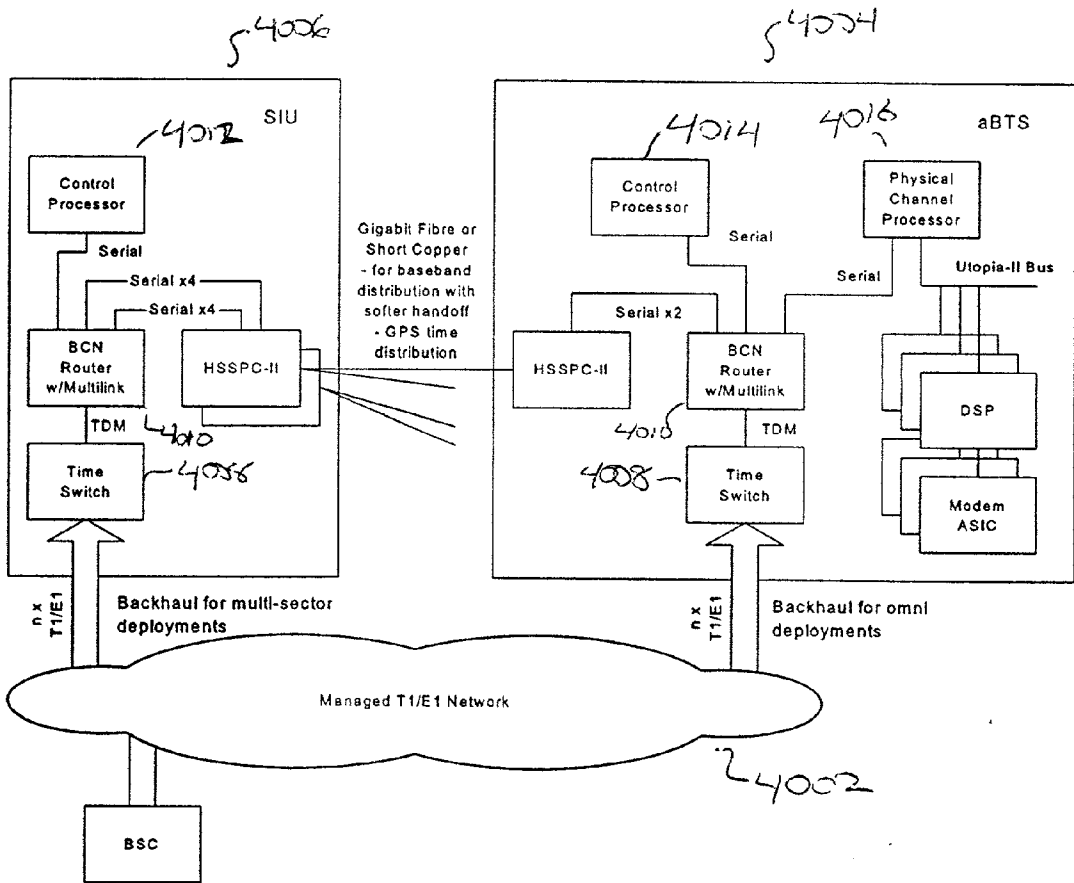 4006
4004
SIU
aBTS
4012
4014
4016
Control
Processor
Control
Processor
Physical
Channel
Processor
Serial
Serial x4
Serial x4
Gigabit Fibre or
Short Copper
- for baseband
distribution with
softer handoff
- GPS time
distribution
Serial
Serial
Utopia-II Bus
Serial x2
BCN
Router
w/Multilink
HSSPC-II
HSSPC-II
BCN
Router
w/Multilink
DSP
TDM
4010
4010
TDM
Time
Switch
4008
4008
Time
Switch
Modem
ASIC
n x
T1/E1
Backhaul for multi-sector
deployments
n x
T1/E1
Backhaul for omni
deployments
Managed T1/E1 Network
4002
BSC